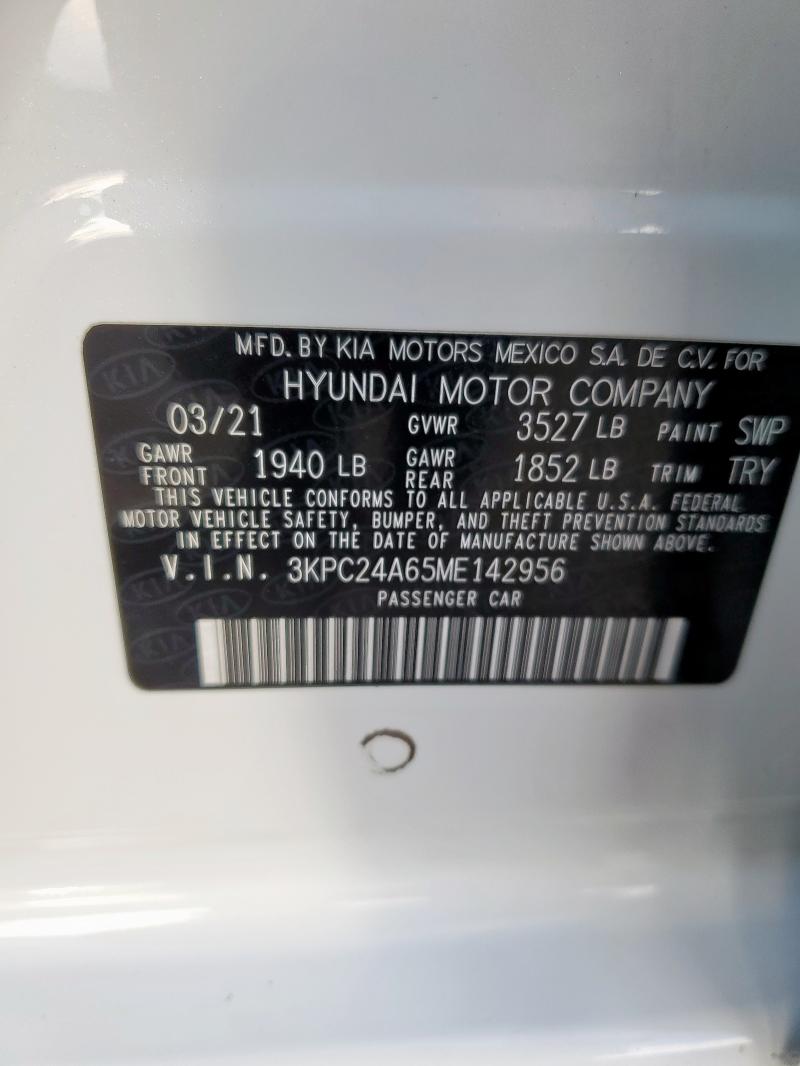 MFD. BY KIA MOTORS MEXICO S.A. DE C.V. FOR
HYUNDAI MOTOR COMPANY
03/21 GVWR 3527 LB PAINT SWP
GAWR FRONT 1940 LB GAWR REAR 1852 LB TRIM TRY
THIS VEHICLE CONFORMS TO ALL APPLICABLE U.S.A. FEDERAL
MOTOR VEHICLE SAFETY, BUMPER, AND THEFT PREVENTION STANDARDS
IN EFFECT ON THE DATE OF MANUFACTURE SHOWN ABOVE.
V.I.N. 3KPC24A65ME142956
PASSENGER CAR